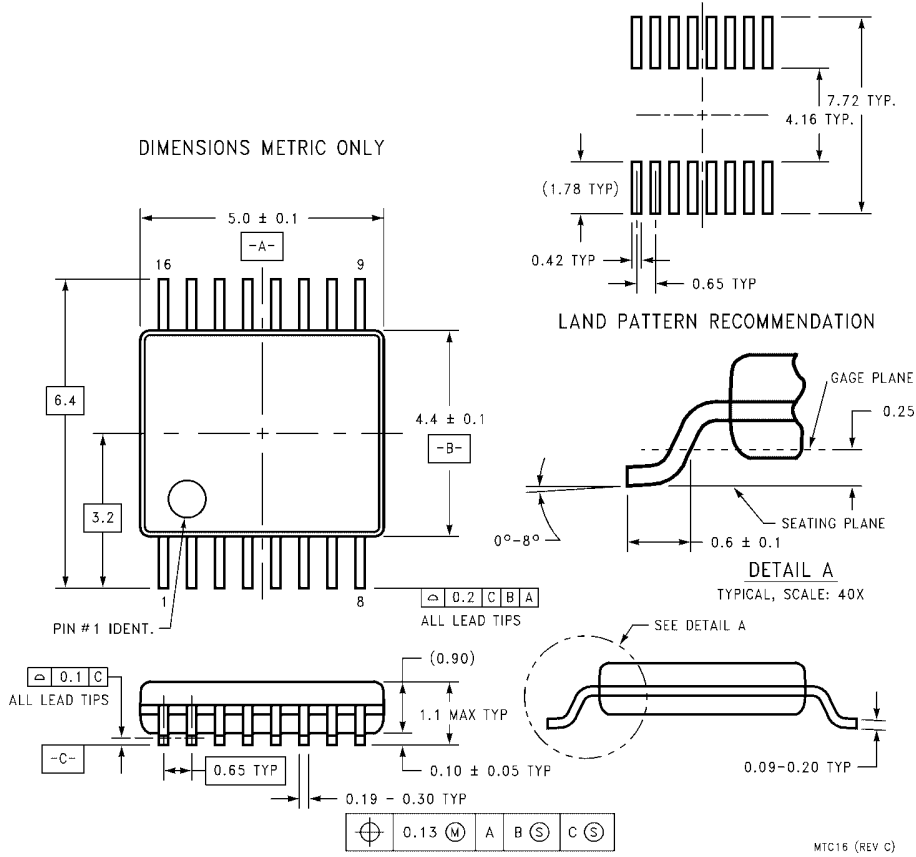 7.72 TYP.
4.16 TYP.
(1.78 TYP)
0.42 TYP
0.65 TYP
LAND PATTERN RECOMMENDATION
DIMENSIONS METRIC ONLY
5.0 ± 0.1
-A-
16
9
6.4
3.2
4.4 ± 0.1
-B-
1
8
PIN #1 IDENT.
⌓ 0.2 C B A
ALL LEAD TIPS
GAGE PLANE
0.25
SEATING PLANE
0°-8°
0.6 ± 0.1
DETAIL A
TYPICAL, SCALE: 40X
SEE DETAIL A
0.09-0.20 TYP
⌓ 0.1 C
ALL LEAD TIPS
-C-
(0.90)
1.1 MAX TYP
0.65 TYP
0.10 ± 0.05 TYP
0.19 - 0.30 TYP
⌖ 0.13 Ⓜ A B Ⓢ C Ⓢ
MTC16 (REV C)